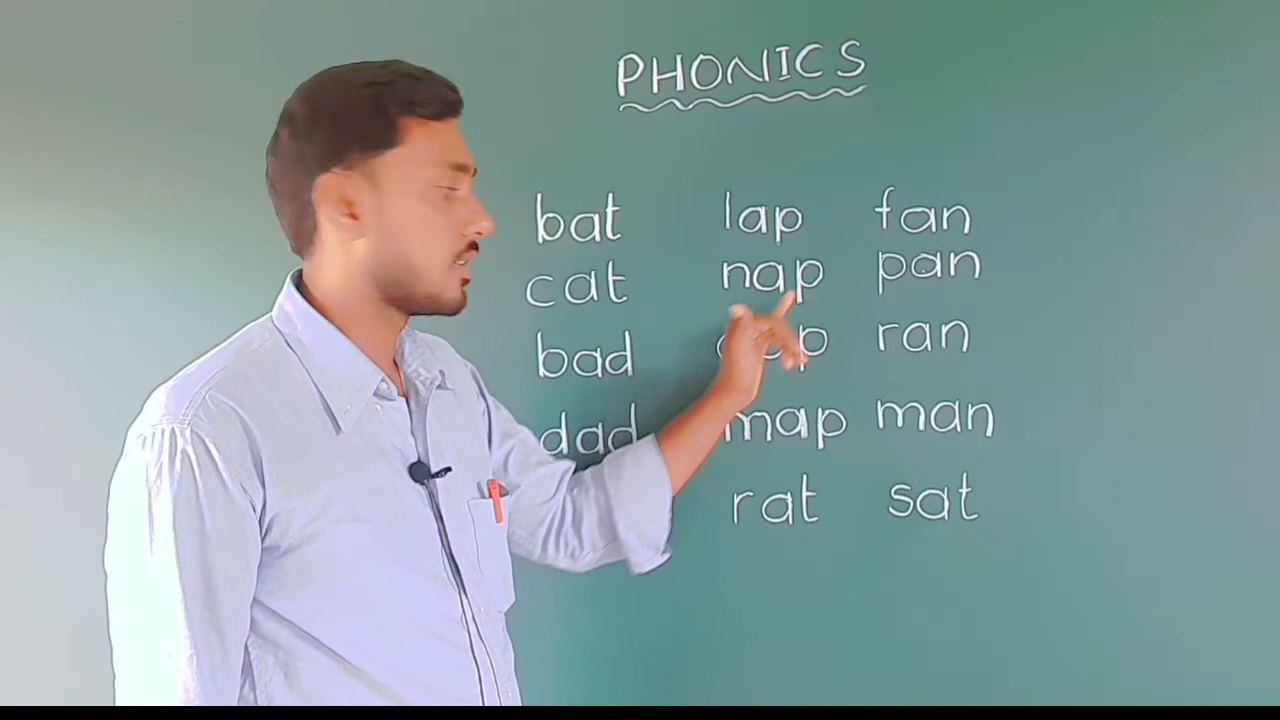 PHONICS
bat lap fan
cat nap pan
bad ran
dad map man
rat sat